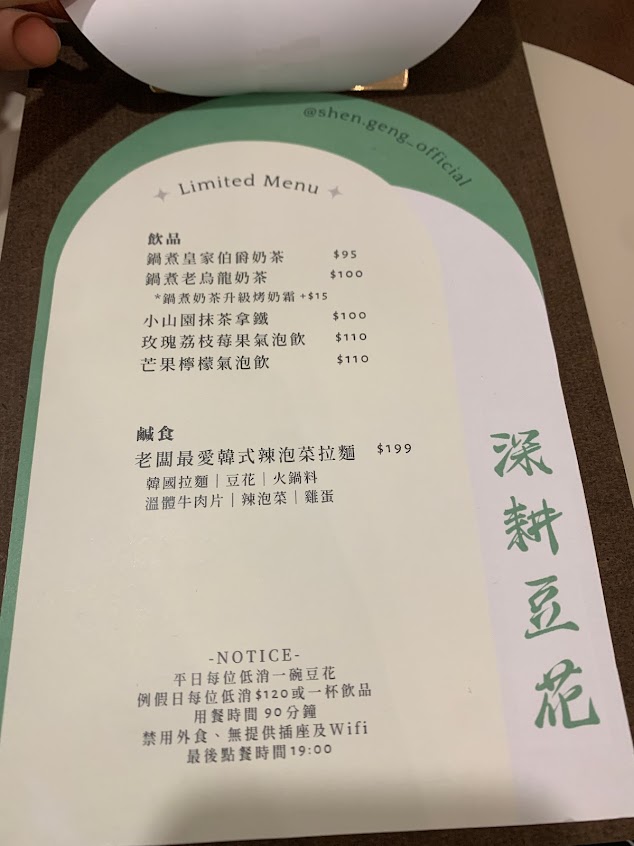 @shen.geng_official
Limited Menu
飲品
鍋煮皇家伯爵奶茶 $95
鍋煮老烏龍奶茶 $100
*鍋煮奶茶升級烤奶霜 +$15
小山園抹茶拿鐵 $100
玫瑰荔枝莓果氣泡飲 $110
芒果檸檬氣泡飲 $110
鹹食
老闆最愛韓式辣泡菜拉麵 $199
韓國拉麵｜豆花｜火鍋料
溫體牛肉片｜辣泡菜｜雞蛋
深耕豆花
-NOTICE-
平日每位低消一碗豆花
例假日每位低消$120或一杯飲品
用餐時間 90分鐘
禁用外食、無提供插座及Wifi
最後點餐時間19:00